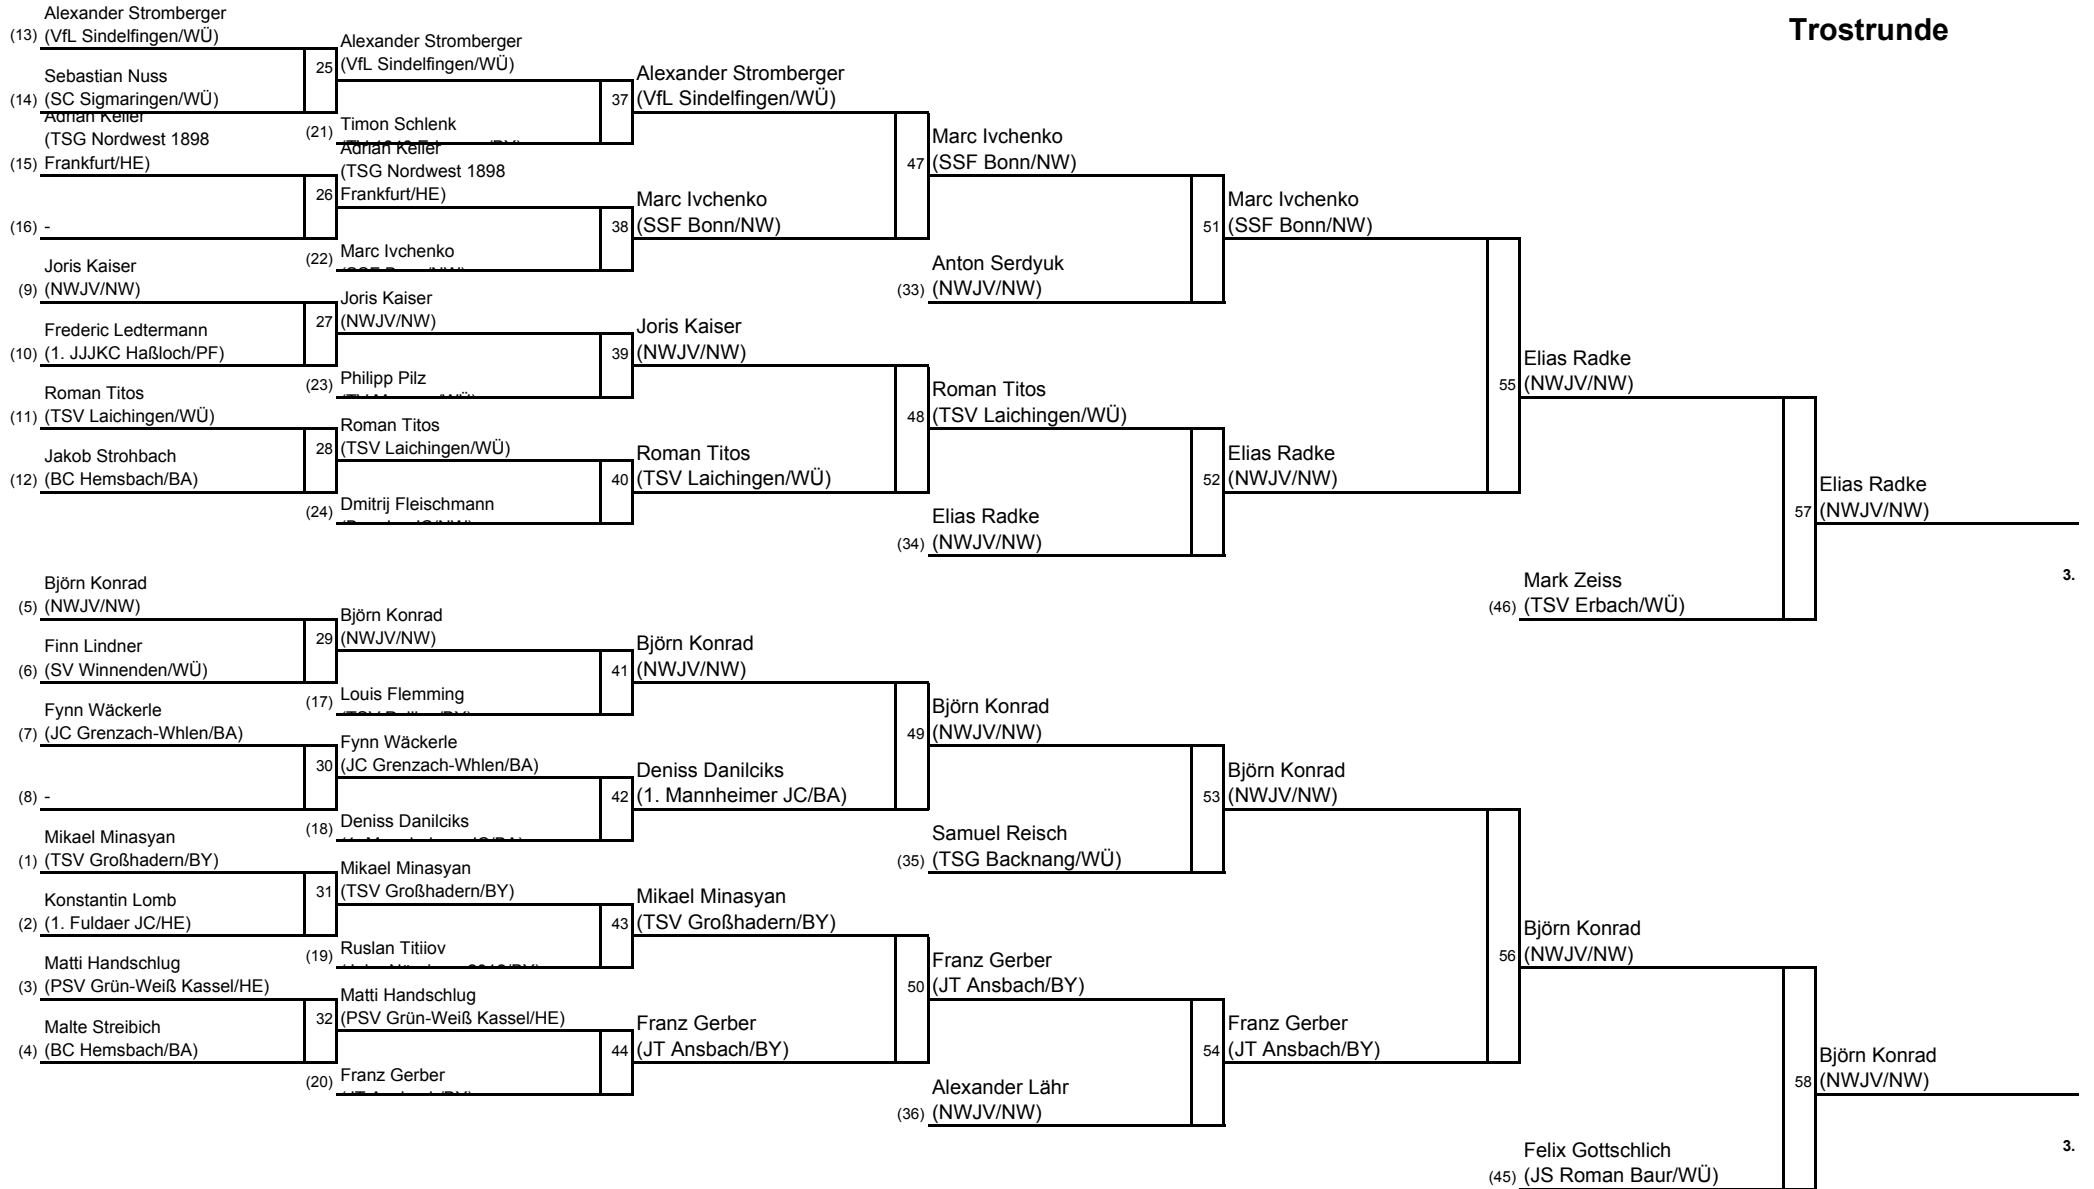 Trostrunde
Alexander Stromberger
(13) (VfL Sindelfingen/WÜ)
Sebastian Nuss
(14) (SC Sigmaringen/WÜ)
Adrian Keller
(TSG Nordwest 1898
(15) Frankfurt/HE)
(16) -
Joris Kaiser
(9) (NWJV/NW)
Frederic Ledtermann
(10) (1. JJJKC Haßloch/PF)
Roman Titos
(11) (TSV Laichingen/WÜ)
Jakob Strohbach
(12) (BC Hemsbach/BA)
Björn Konrad
(5) (NWJV/NW)
Finn Lindner
(6) (SV Winnenden/WÜ)
Fynn Wäckerle
(7) (JC Grenzach-Whlen/BA)
(8) -
Mikael Minasyan
(1) (TSV Großhadern/BY)
Konstantin Lomb
(2) (1. Fuldaer JC/HE)
Matti Handschlug
(3) (PSV Grün-Weiß Kassel/HE)
Malte Streibich
(4) (BC Hemsbach/BA)
Alexander Stromberger
25 (VfL Sindelfingen/WÜ)
(21) Timon Schlenk
Adrian Keller
(TSG Nordwest 1898
26 Frankfurt/HE)
(22) Marc Ivchenko
Joris Kaiser
27 (NWJV/NW)
(23) Philipp Pilz
Roman Titos
28 (TSV Laichingen/WÜ)
(24) Dmitrij Fleischmann
Björn Konrad
29 (NWJV/NW)
(17) Louis Flemming
Fynn Wäckerle
30 (JC Grenzach-Whlen/BA)
(18) Deniss Danilciks
Mikael Minasyan
31 (TSV Großhadern/BY)
(19) Ruslan Titiiov
Matti Handschlug
32 (PSV Grün-Weiß Kassel/HE)
(20) Franz Gerber
Alexander Stromberger
37 (VfL Sindelfingen/WÜ)
Marc Ivchenko
38 (SSF Bonn/NW)
Joris Kaiser
39 (NWJV/NW)
Roman Titos
40 (TSV Laichingen/WÜ)
Björn Konrad
41 (NWJV/NW)
Deniss Danilciks
42 (1. Mannheimer JC/BA)
Mikael Minasyan
43 (TSV Großhadern/BY)
Franz Gerber
44 (JT Ansbach/BY)
Marc Ivchenko
47 (SSF Bonn/NW)
Anton Serdyuk
(33) (NWJV/NW)
Roman Titos
48 (TSV Laichingen/WÜ)
Elias Radke
(34) (NWJV/NW)
Björn Konrad
49 (NWJV/NW)
Samuel Reisch
(35) (TSG Backnang/WÜ)
Franz Gerber
50 (JT Ansbach/BY)
Alexander Lähr
(36) (NWJV/NW)
Marc Ivchenko
51 (SSF Bonn/NW)
Elias Radke
52 (NWJV/NW)
Björn Konrad
53 (NWJV/NW)
Franz Gerber
54 (JT Ansbach/BY)
Elias Radke
55 (NWJV/NW)
Mark Zeiss
(46) (TSV Erbach/WÜ)
Björn Konrad
56 (NWJV/NW)
Felix Gottschlich
(45) (JS Roman Baur/WÜ)
Elias Radke
57 (NWJV/NW)
3.
Björn Konrad
58 (NWJV/NW)
3.